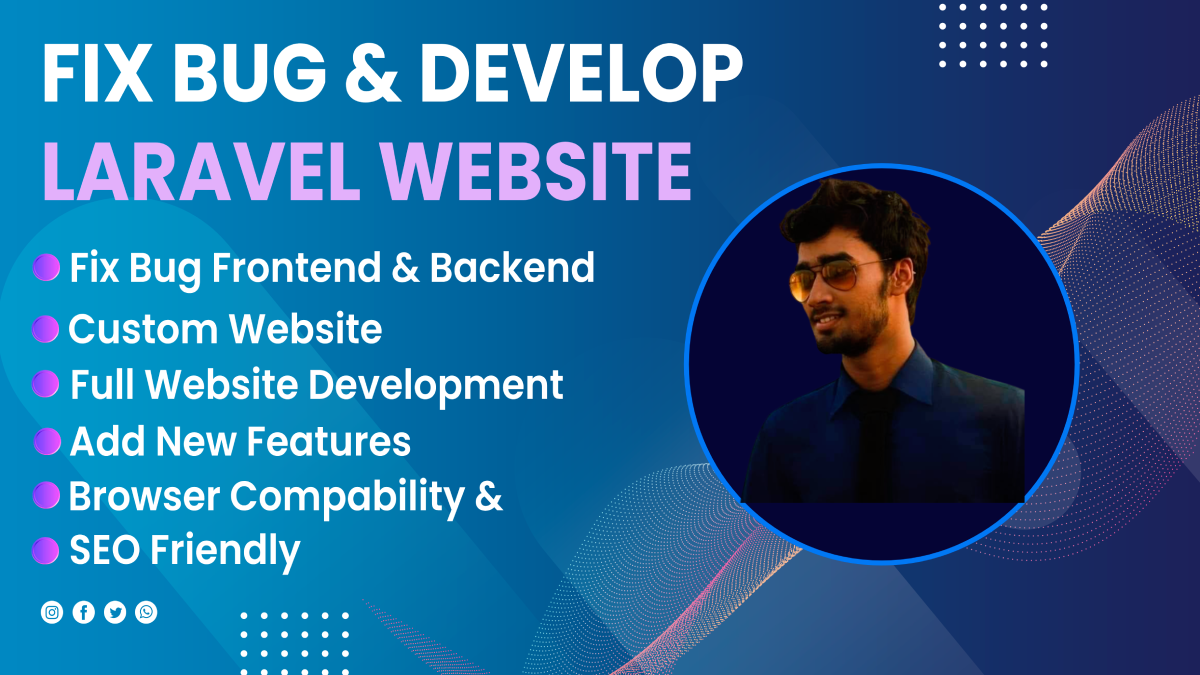 FIX BUG & DEVELOP
LARAVEL WEBSITE
Fix Bug Frontend & Backend
Custom Website
Full Website Development
Add New Features
Browser Compability &
SEO Friendly